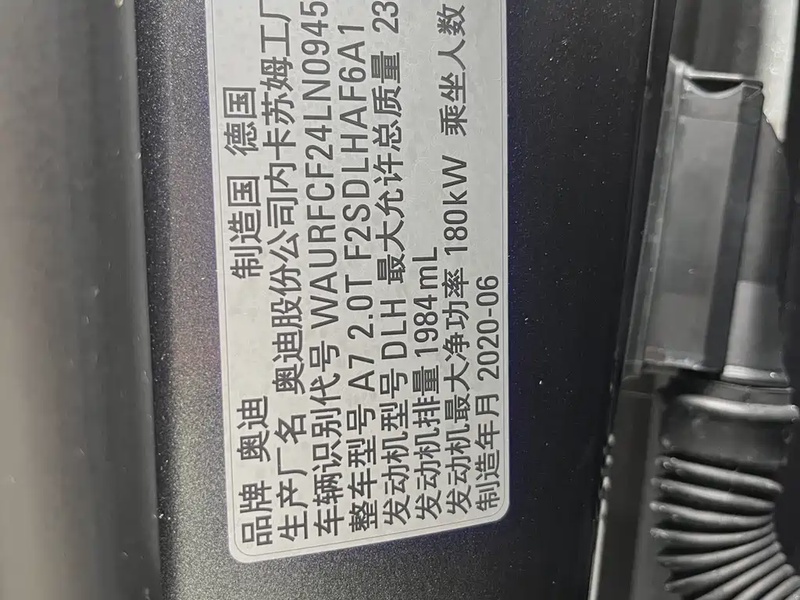 品牌 奥迪 制造国 德国
生产厂名 奥迪股份公司内卡苏姆工厂
车辆识别代号 WAURFCF24LN0945
整车型号 A7 2.0T F2SDLHAF6A1
发动机型号 DLH 最大允许总质量 23
发动机排量 1984mL
发动机最大净功率 180kW 乘坐人数
制造年月 2020-06